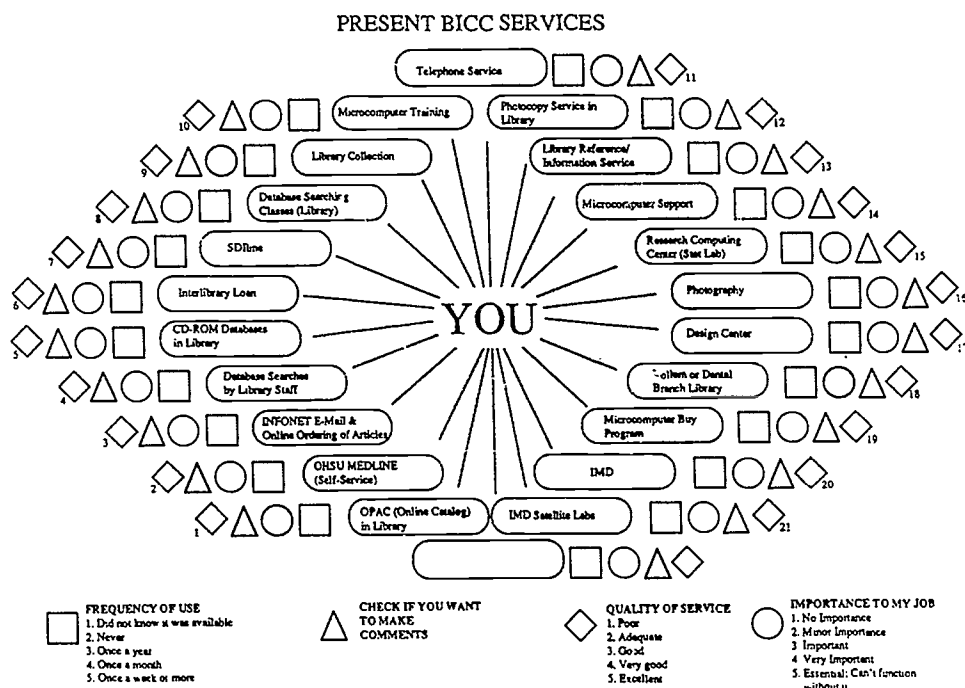 PRESENT BICC SERVICES
Telephone Service
11
10
Microcomputer Training
Photocopy Service in
Library
12
9
Library Collection
Library Reference/
Information Service
13
8
Database Searching
Classes (Library)
Microcomputer Support
14
7
SDIline
Research Computing
Center (Stat Lab)
15
6
Interlibrary Loan
Photography
16
YOU
5
CD-ROM Databases
in Library
Design Center
17
4
Database Searches
by Library Staff
or Dental
Branch Library
18
3
INFONET E-Mail &
Online Ordering of Articles
Microcomputer Buy
Program
19
2
OHSU MEDLINE
(Self-Service)
IMD
20
1
OPAC (Online Catalog)
in Library
IMD Satellite Labs
21
FREQUENCY OF USE
1. Did not know it was available
2. Never
3. Once a year
4. Once a month
5. Once a week or more
CHECK IF YOU WANT
TO MAKE
COMMENTS
QUALITY OF SERVICE
1. Poor
2. Adequate
3. Good
4. Very good
5. Excellent
IMPORTANCE TO MY JOB
1. No Importance
2. Minor Importance
3 Important
4 Very Important
5. Essential: Can't function
without